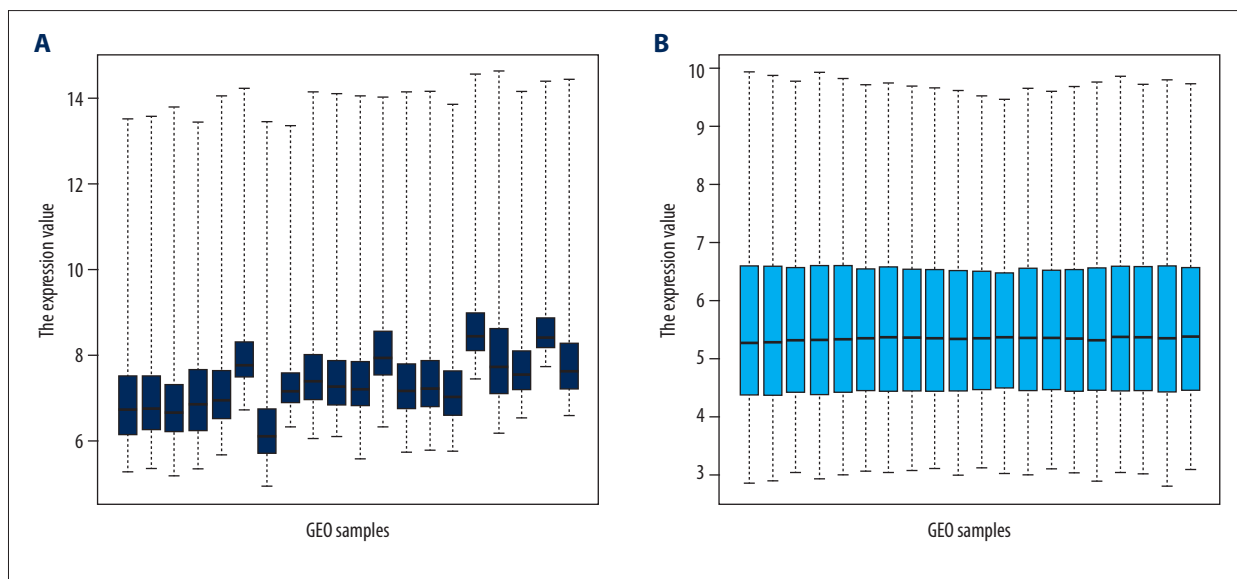 A
14
12
10
8
6
The expression value
GEO samples
B
10
9
8
7
6
5
4
3
The expression value
GEO samples